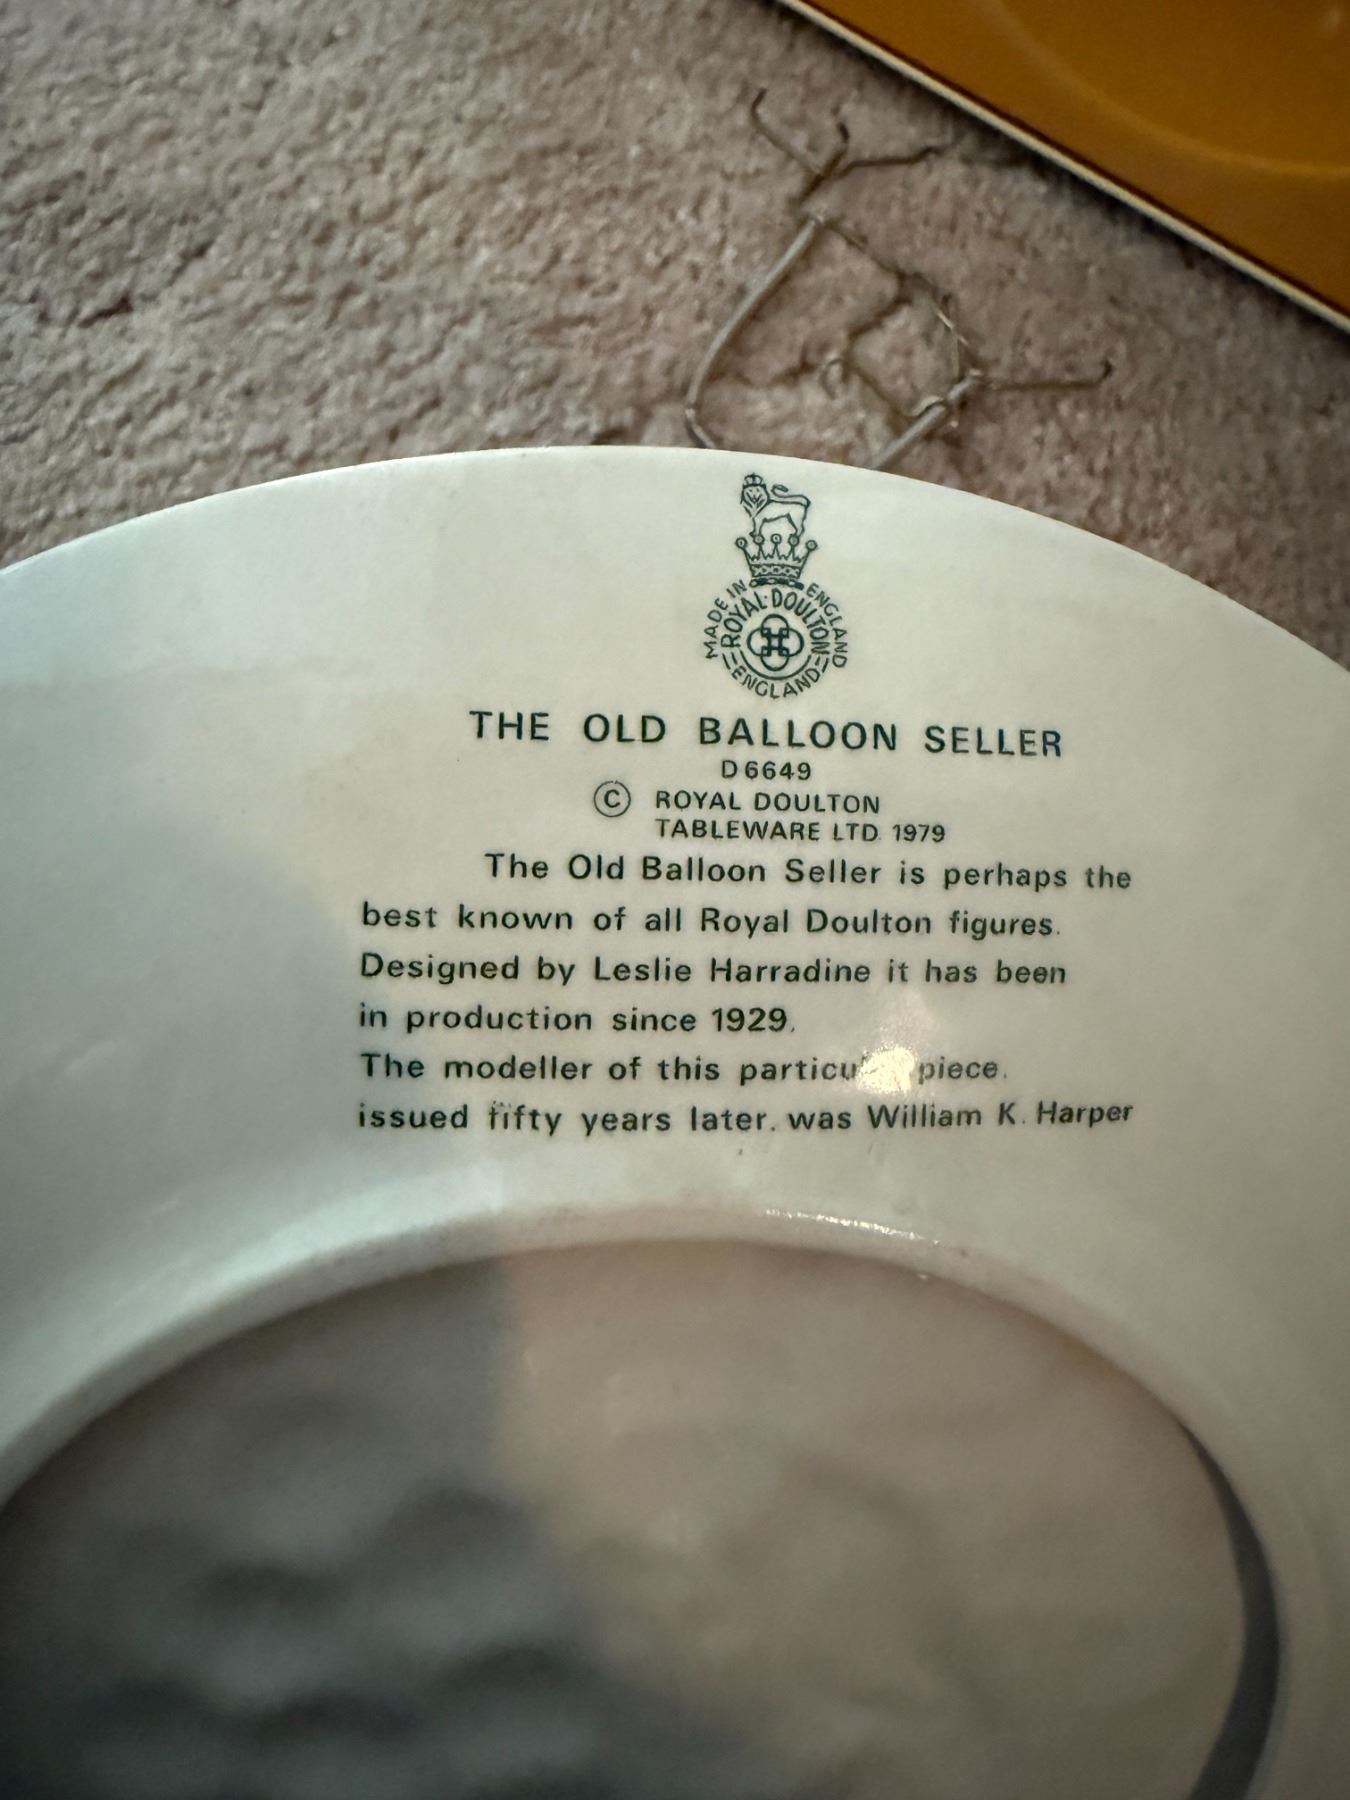 MADE IN ENGLAND
ROYAL·DOULTON
ENGLAND
THE OLD BALLOON SELLER
D6649
© ROYAL DOULTON
TABLEWARE LTD. 1979
The Old Balloon Seller is perhaps the
best known of all Royal Doulton figures.
Designed by Leslie Harradine it has been
in production since 1929.
The modeller of this piece.
issued fifty years later. was William K. Harper